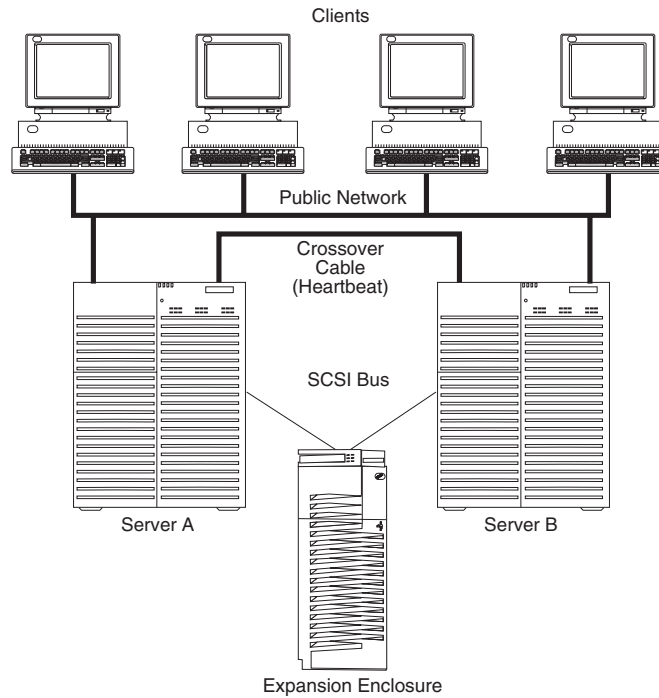 Clients
Public Network
Crossover
Cable
(Heartbeat)
SCSI Bus
Server A
Server B
Expansion Enclosure